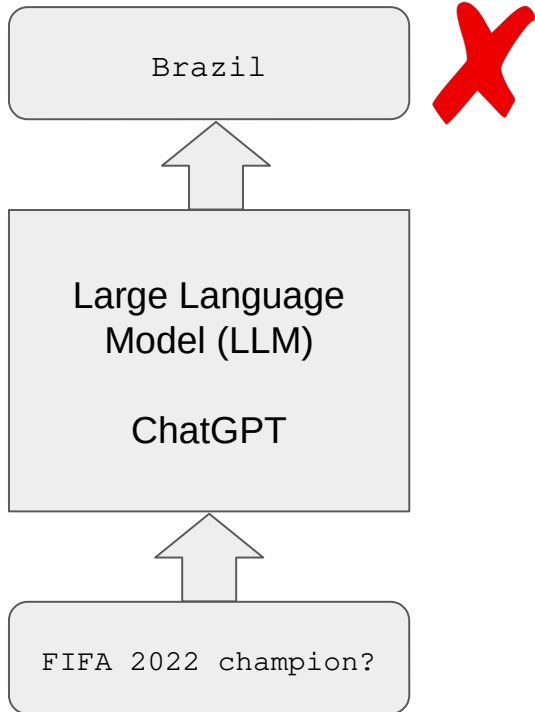 Brazil
Large Language
Model (LLM)
ChatGPT
FIFA 2022 champion?